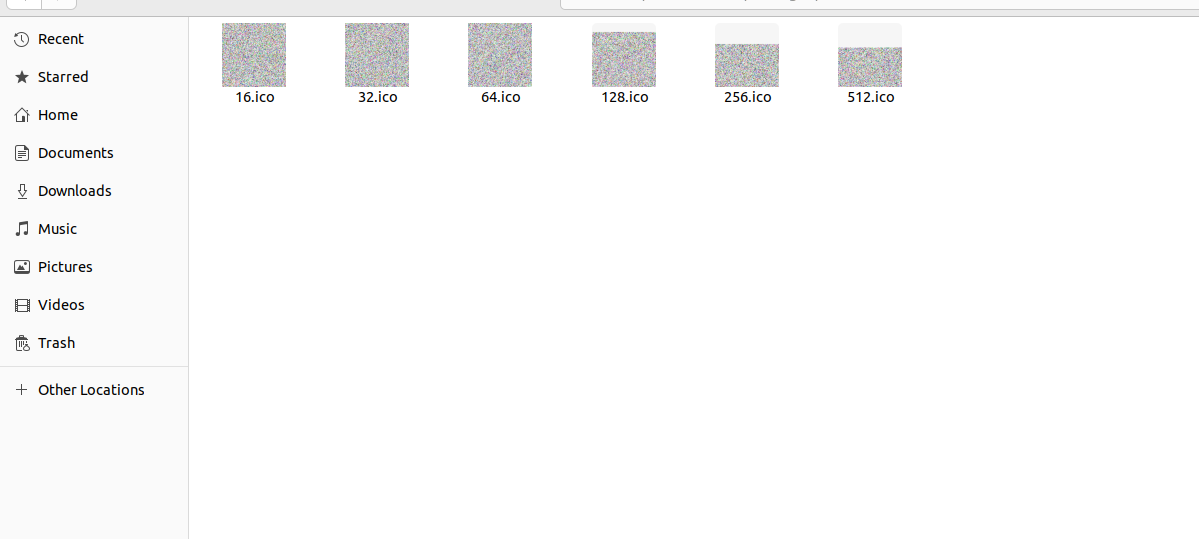 Recent
Starred
Home
Documents
Downloads
Music
Pictures
Videos
Trash
Other Locations
16.ico
32.ico
64.ico
128.ico
256.ico
512.ico